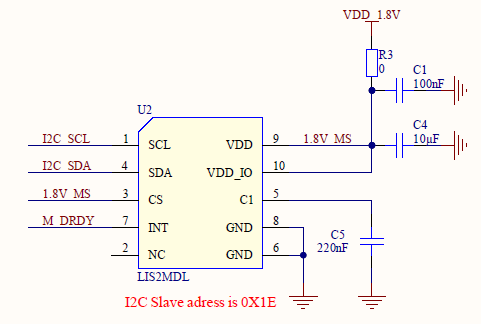 VDD_1.8V
R3
0
C1
100nF
U2
I2C_SCL 1 SCL VDD 9 1.8V_MS
C4
10µF
I2C_SDA 4 SDA VDD_IO 10
1.8V_MS 3 CS C1 5
M_DRDY 7 INT GND 8
C5
220nF
2 NC GND 6
LIS2MDL
I2C Slave adress is 0X1E